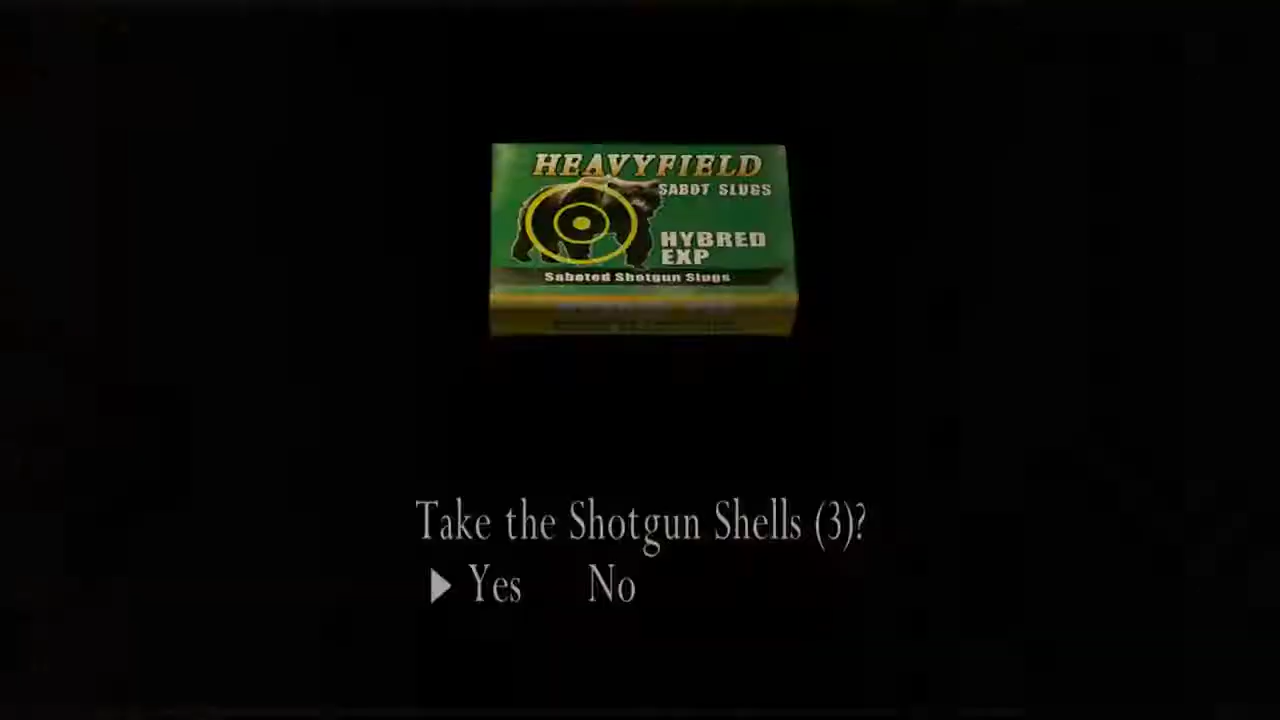 HEAVYFIELD
SABOT SLUGS
HYBRED
EXP
Saboted Shotgun Slugs
Take the Shotgun Shells (3)?
Yes No